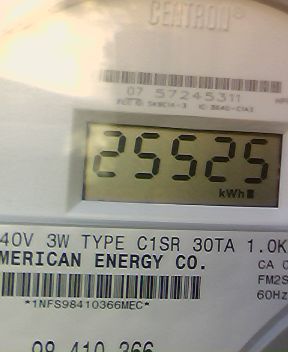 CENTRON®
07 57245311
25525
kWh
40V 3W TYPE C1SR 30TA 1.0K
MERICAN ENERGY CO.
CA 0
FM2S
*1NFS98410366MEC*
60Hz
98 410 366